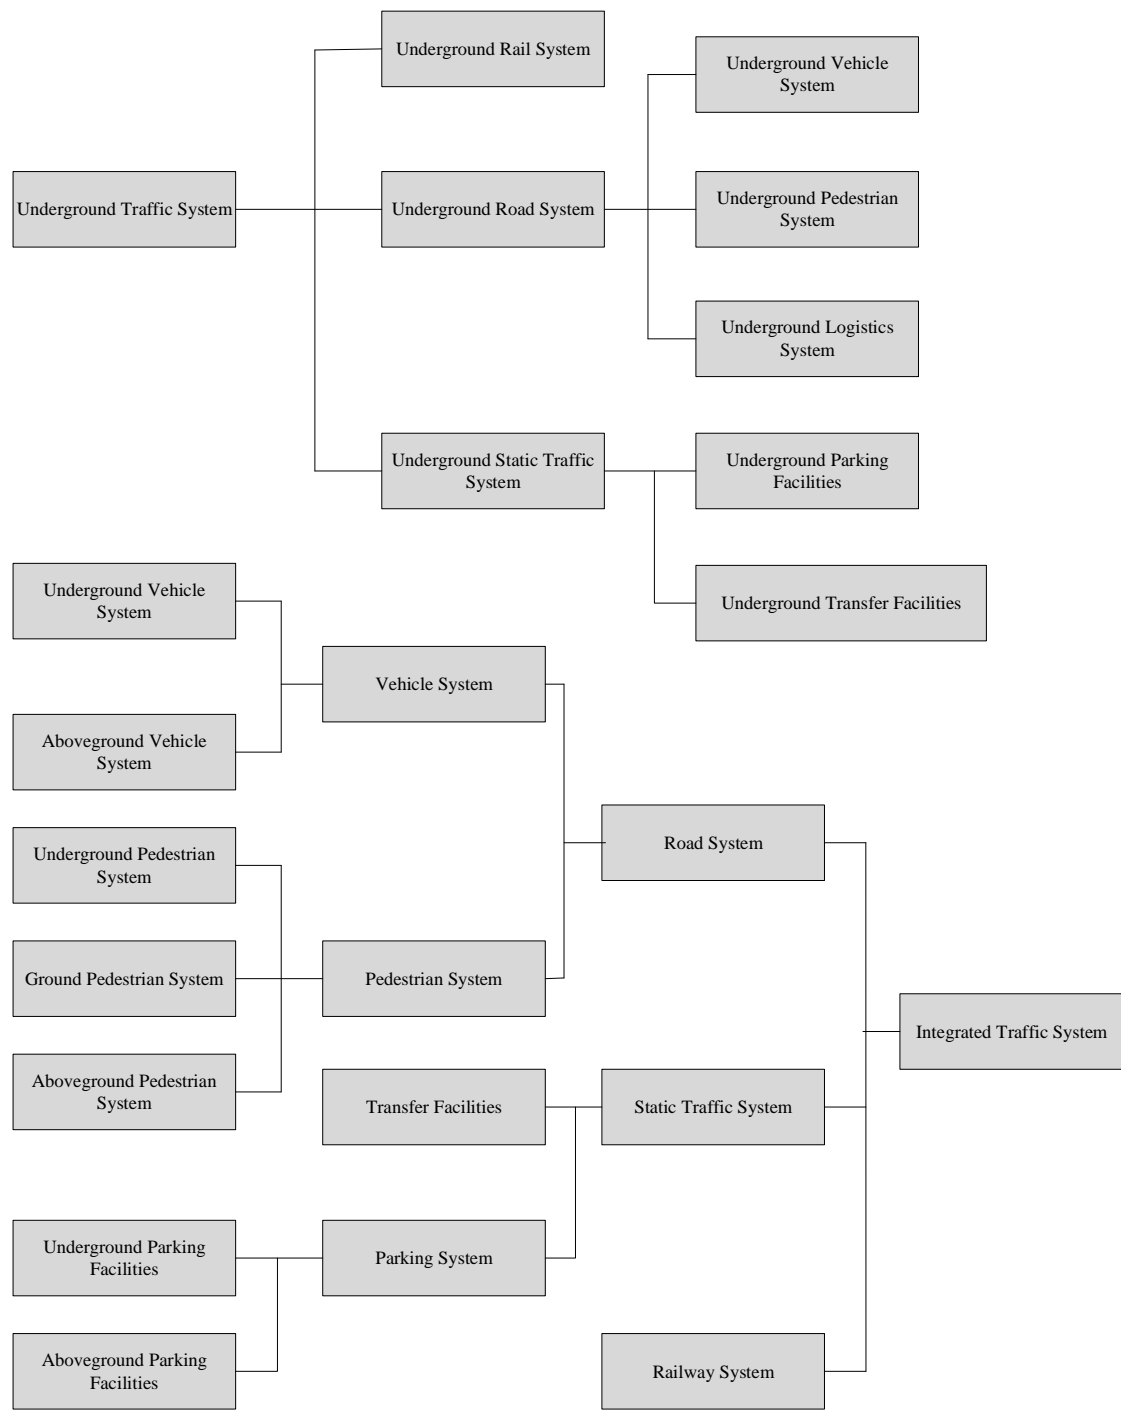 Underground Rail System
Underground Vehicle
System
Underground Traffic System
Underground Road System
Underground Pedestrian
System
Underground Logistics
System
Underground Static Traffic
System
Underground Parking
Facilities
Underground Transfer Facilities
Underground Vehicle
System
Vehicle System
Aboveground Vehicle
System
Road System
Underground Pedestrian
System
Ground Pedestrian System
Pedestrian System
Integrated Traffic System
Aboveground Pedestrian
System
Transfer Facilities
Static Traffic System
Underground Parking
Facilities
Parking System
Aboveground Parking
Facilities
Railway System